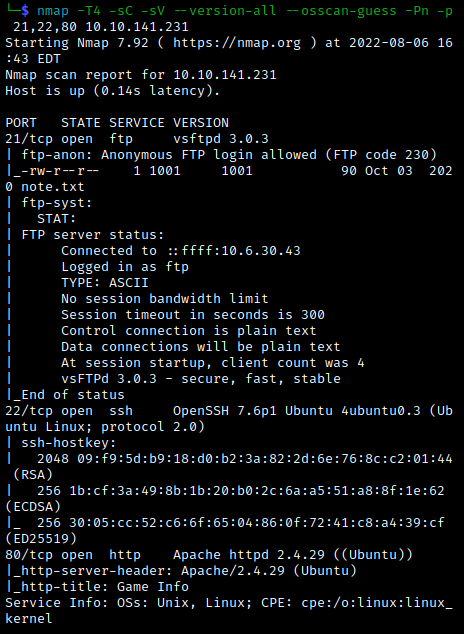 └─$ nmap -T4 -sC -sV --version-all --osscan-guess -Pn -p
 21,22,80 10.10.141.231
Starting Nmap 7.92 ( https://nmap.org ) at 2022-08-06 16
:43 EDT
Nmap scan report for 10.10.141.231
Host is up (0.14s latency).

PORT   STATE SERVICE VERSION
21/tcp open  ftp     vsftpd 3.0.3
| ftp-anon: Anonymous FTP login allowed (FTP code 230)
|_-rw-r--r--    1 1001     1001           90 Oct 03  202
0 note.txt
| ftp-syst:
|   STAT:
| FTP server status:
|      Connected to ::ffff:10.6.30.43
|      Logged in as ftp
|      TYPE: ASCII
|      No session bandwidth limit
|      Session timeout in seconds is 300
|      Control connection is plain text
|      Data connections will be plain text
|      At session startup, client count was 4
|      vsFTPd 3.0.3 - secure, fast, stable
|_End of status
22/tcp open  ssh     OpenSSH 7.6p1 Ubuntu 4ubuntu0.3 (Ub
untu Linux; protocol 2.0)
| ssh-hostkey:
|   2048 09:f9:5d:b9:18:d0:b2:3a:82:2d:6e:76:8c:c2:01:44
 (RSA)
|   256 1b:cf:3a:49:8b:1b:20:b0:2c:6a:a5:51:a8:8f:1e:62
(ECDSA)
|_  256 30:05:cc:52:c6:6f:65:04:86:0f:72:41:c8:a4:39:cf
(ED25519)
80/tcp open  http    Apache httpd 2.4.29 ((Ubuntu))
|_http-server-header: Apache/2.4.29 (Ubuntu)
|_http-title: Game Info
Service Info: OSs: Unix, Linux; CPE: cpe:/o:linux:linux_
kernel